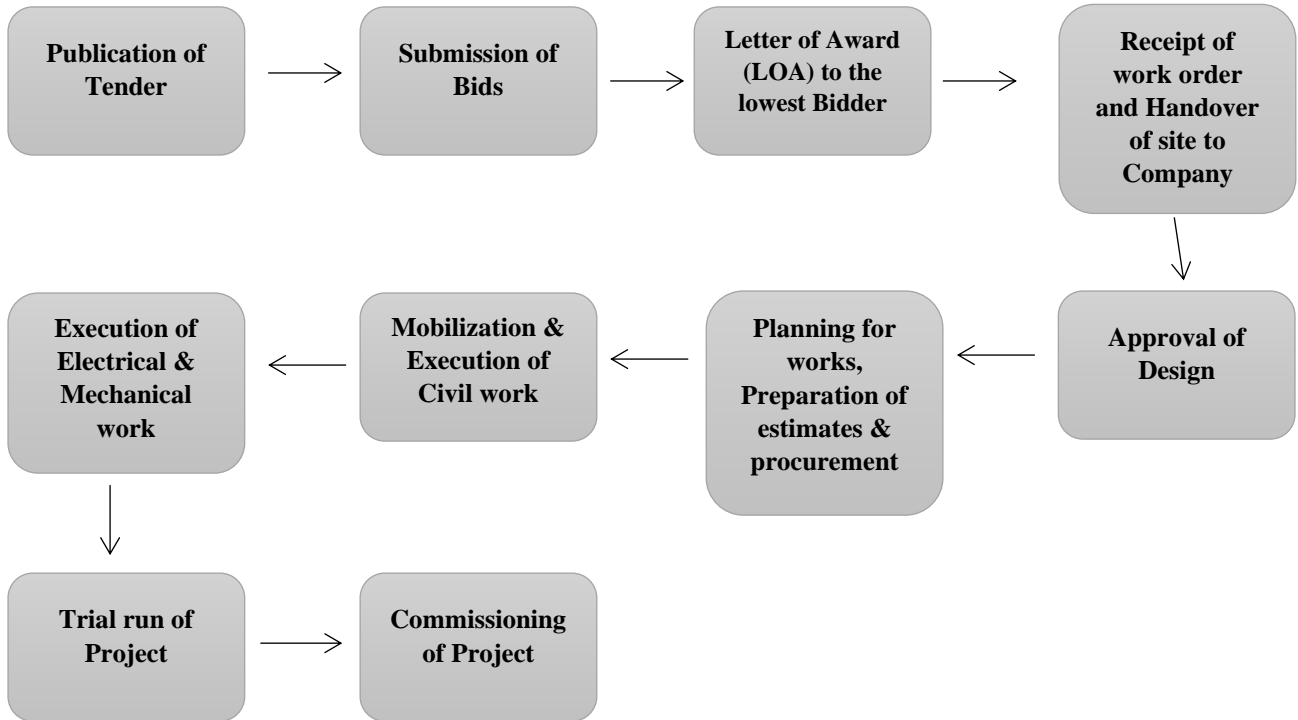 Publication of
Tender
Submission of
Bids
Letter of Award
(LOA) to the
lowest Bidder
Receipt of
work order
and Handover
of site to
Company
Approval of
Design
Planning for
works,
Preparation of
estimates &
procurement
Mobilization &
Execution of
Civil work
Execution of
Electrical &
Mechanical
work
Trial run of
Project
Commissioning
of Project